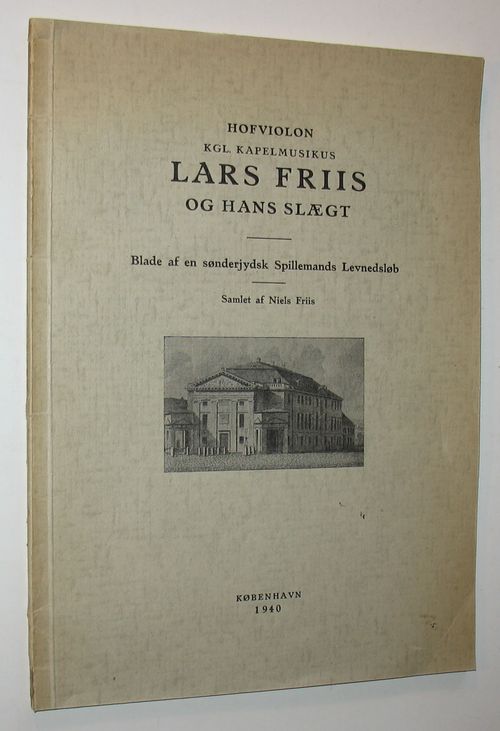 HOFVIOLON
KGL. KAPELMUSIKUS
LARS FRIIS
OG HANS SLÆGT
Blade af en sønderjydsk Spillemands Levnedsløb
Samlet af Niels Friis
KØBENHAVN
1940